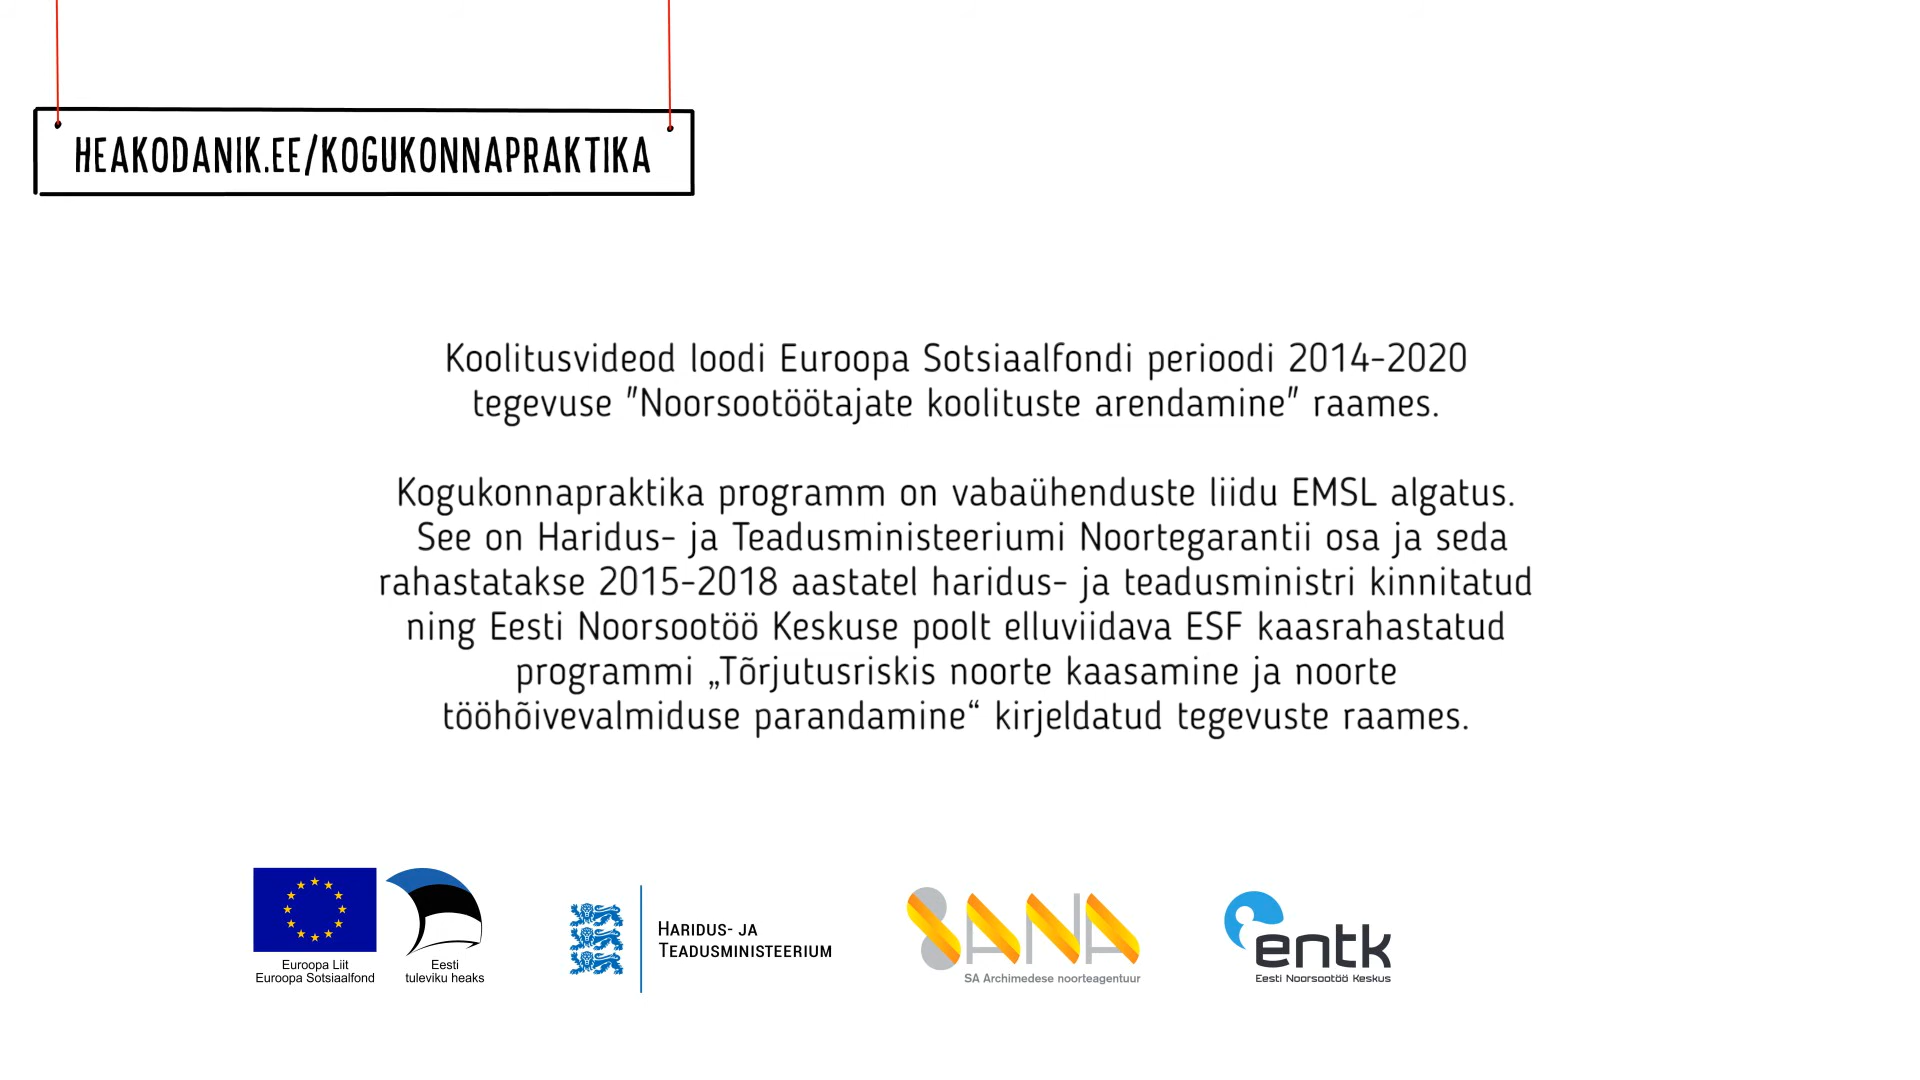 HEAKODANIK.EE/KOGUKONNAPRAKTIKA
Koolitusvideod loodi Euroopa Sotsiaalfondi perioodi 2014-2020
tegevuse "Noorsootöötajate koolituste arendamine" raames.
Kogukonnapraktika programm on vabaühenduste liidu EMSL algatus.
See on Haridus- ja Teadusministeeriumi Noortegarantii osa ja seda
rahastatakse 2015-2018 aastatel haridus- ja teadusministri kinnitatud
ning Eesti Noorsootöö Keskuse poolt elluviidava ESF kaasrahastatud
programmi „Tõrjutusriskis noorte kaasamine ja noorte
tööhõivevalmiduse parandamine“ kirjeldatud tegevuste raames.
Euroopa Liit
Euroopa Sotsiaalfond
Eesti
tuleviku heaks
HARIDUS- JA
TEADUSMINISTEERIUM
SANA
SA Archimedese noorteagentuur
entk
Eesti Noorsootöö Keskus